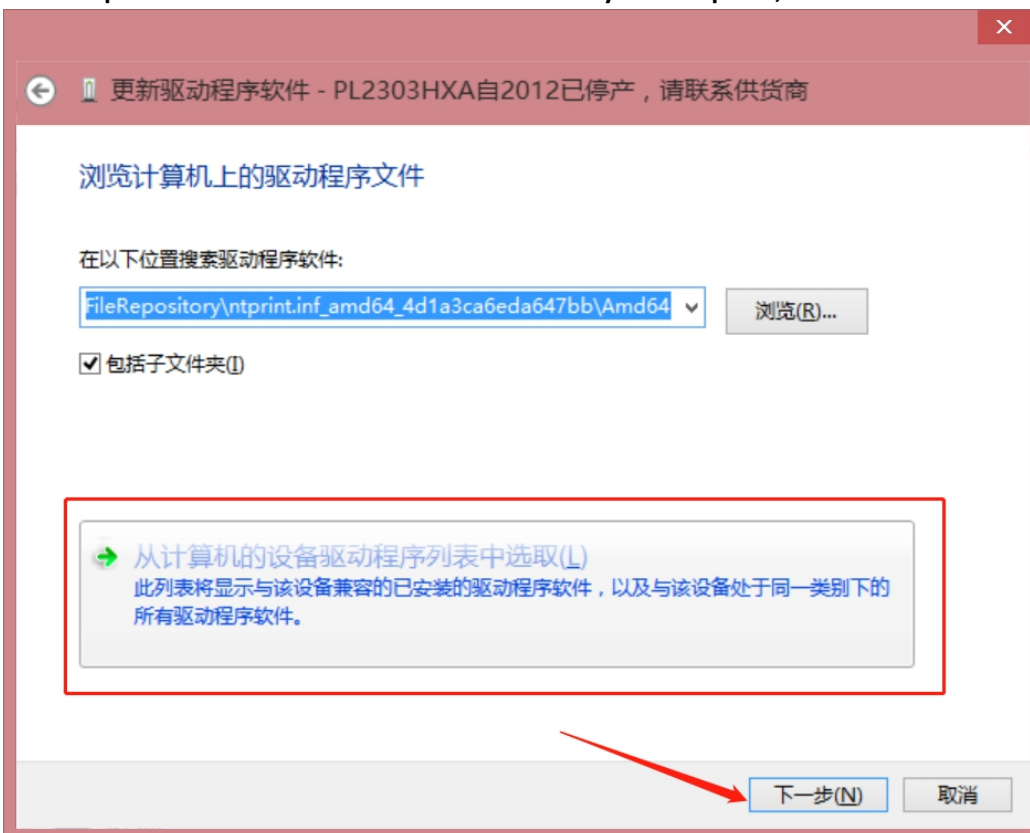 更新驱动程序软件 - PL2303HXA自2012已停产，请联系供货商
浏览计算机上的驱动程序文件
在以下位置搜索驱动程序软件:
FileRepository\ntprint.inf_amd64_4d1a3ca6eda647bb\Amd64
浏览(R)...
包括子文件夹(I)
从计算机的设备驱动程序列表中选取(L)
此列表将显示与该设备兼容的已安装的驱动程序软件，以及与该设备处于同一类别下的
所有驱动程序软件。
下一步(N)
取消